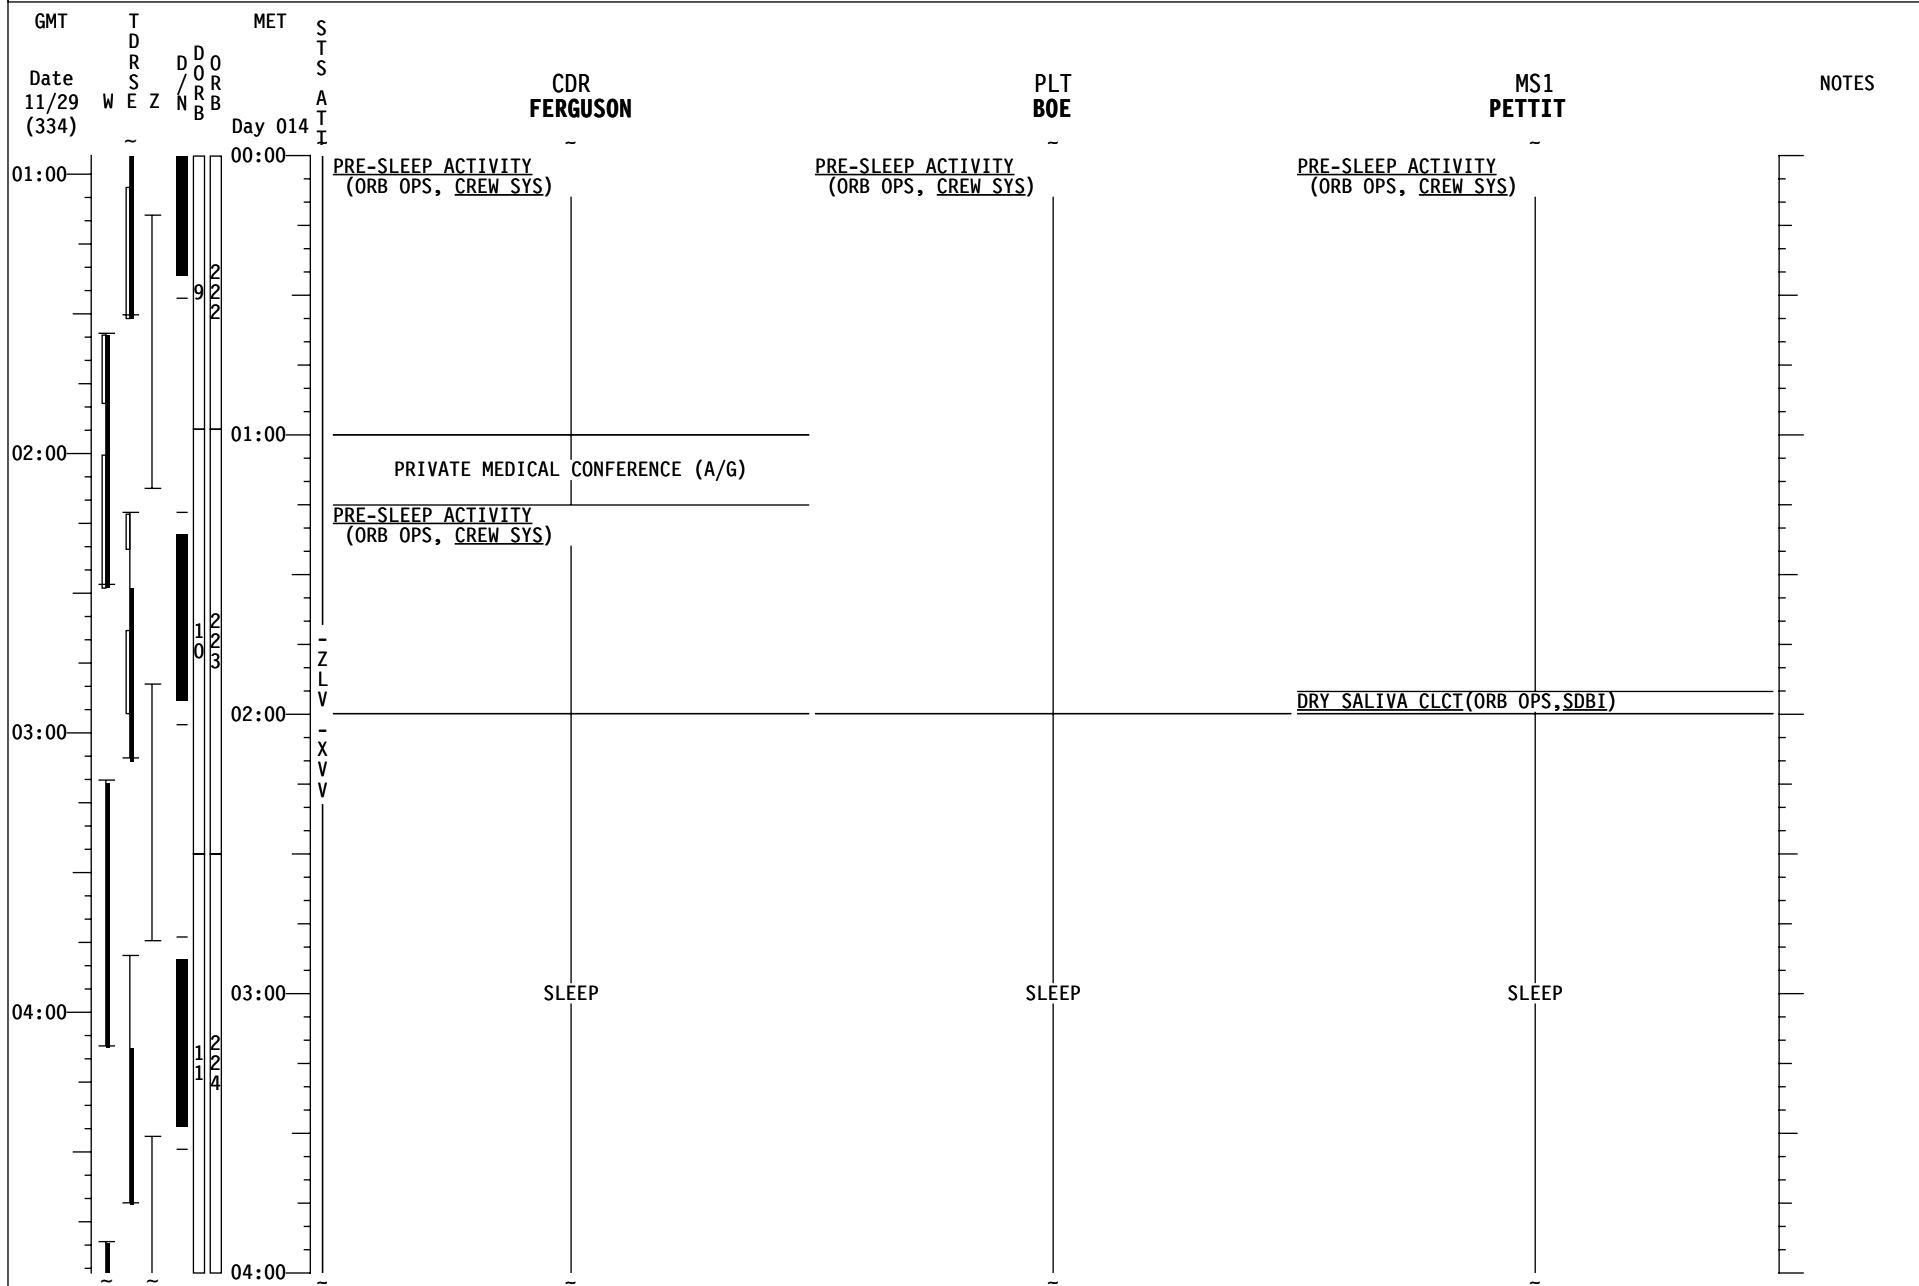 GMT
TDRS
MET
STS ATT
D/N
DORB
ORB
Date
11/29
(334)
W E Z
Day 014
CDR
FERGUSON
PLT
BOE
MS1
PETTIT
NOTES
~ ~ ~ ~ ~
00:00
PRE-SLEEP ACTIVITY
(ORB OPS, CREW SYS)
PRE-SLEEP ACTIVITY
(ORB OPS, CREW SYS)
PRE-SLEEP ACTIVITY
(ORB OPS, CREW SYS)
01:00
9
222
01:00
02:00
PRIVATE MEDICAL CONFERENCE (A/G)
PRE-SLEEP ACTIVITY
(ORB OPS, CREW SYS)
10
223
-ZLV
DRY SALIVA CLCT(ORB OPS,SDBI)
02:00
03:00
-XVV
03:00
SLEEP
SLEEP
SLEEP
04:00
11
224
04:00
~ ~ ~ ~ ~ ~